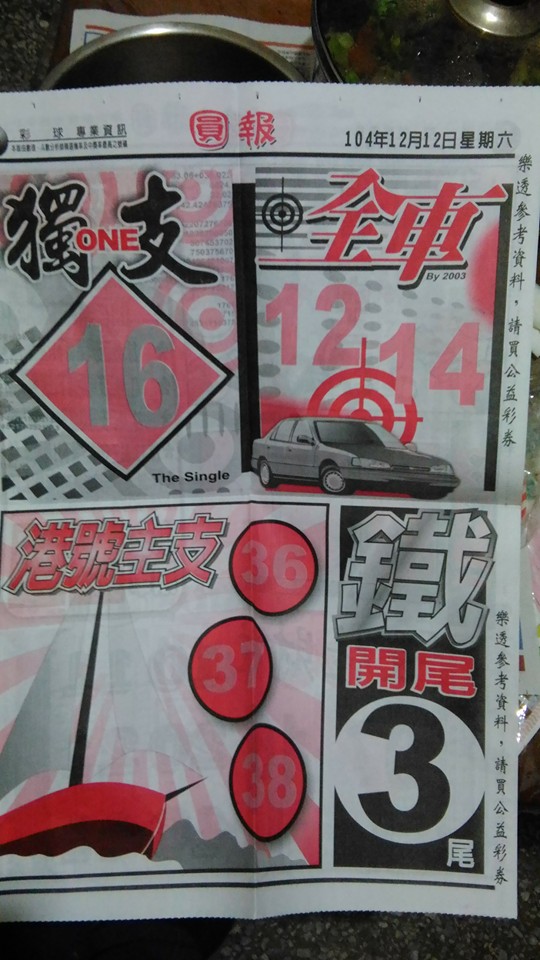 彩 球 專業資訊
圓報
104年12月12日星期六
獨ONE支
16
The Single
全車
By 2003
12
14
樂透參考資料，請買公益彩券
港號主支
36
37
38
鐵
開尾
3
尾
樂透參考資料，請買公益彩券